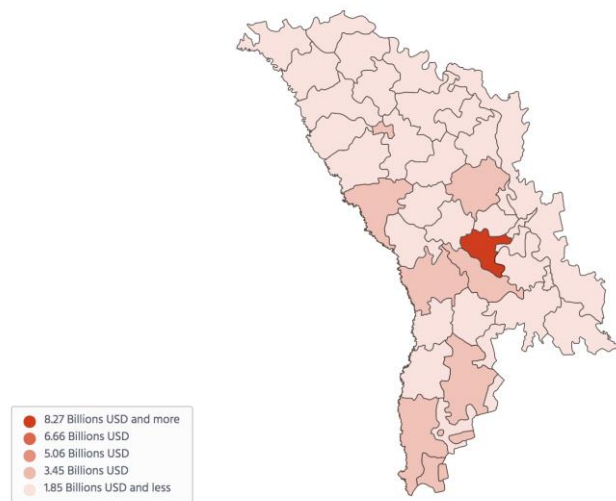 8.27 Billions USD and more
6.66 Billions USD
5.06 Billions USD
3.45 Billions USD
1.85 Billions USD and less